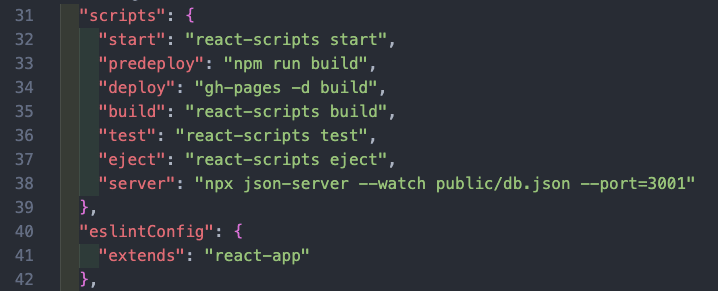 31 "scripts": {
32 "start": "react-scripts start",
33 "predeploy": "npm run build",
34 "deploy": "gh-pages -d build",
35 "build": "react-scripts build",
36 "test": "react-scripts test",
37 "eject": "react-scripts eject",
38 "server": "npx json-server --watch public/db.json --port=3001"
39 },
40 "eslintConfig": {
41 "extends": "react-app"
42 },